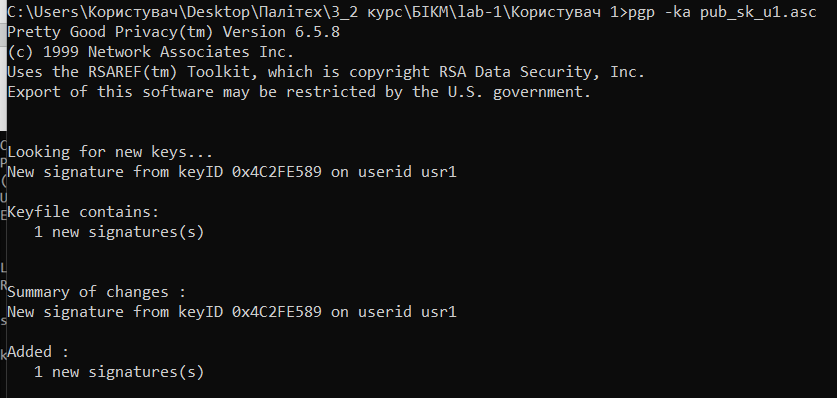 C:\Users\Користувач\Desktop\Палітєх\3_2 курс\БІКМ\lab-1\Користувач 1>pgp -ka pub_sk_u1.asc
Pretty Good Privacy(tm) Version 6.5.8
(c) 1999 Network Associates Inc.
Uses the RSAREF(tm) Toolkit, which is copyright RSA Data Security, Inc.
Export of this software may be restricted by the U.S. government.
Looking for new keys...
New signature from keyID 0x4C2FE589 on userid usr1
Keyfile contains:
1 new signatures(s)
Summary of changes :
New signature from keyID 0x4C2FE589 on userid usr1
Added :
1 new signatures(s)